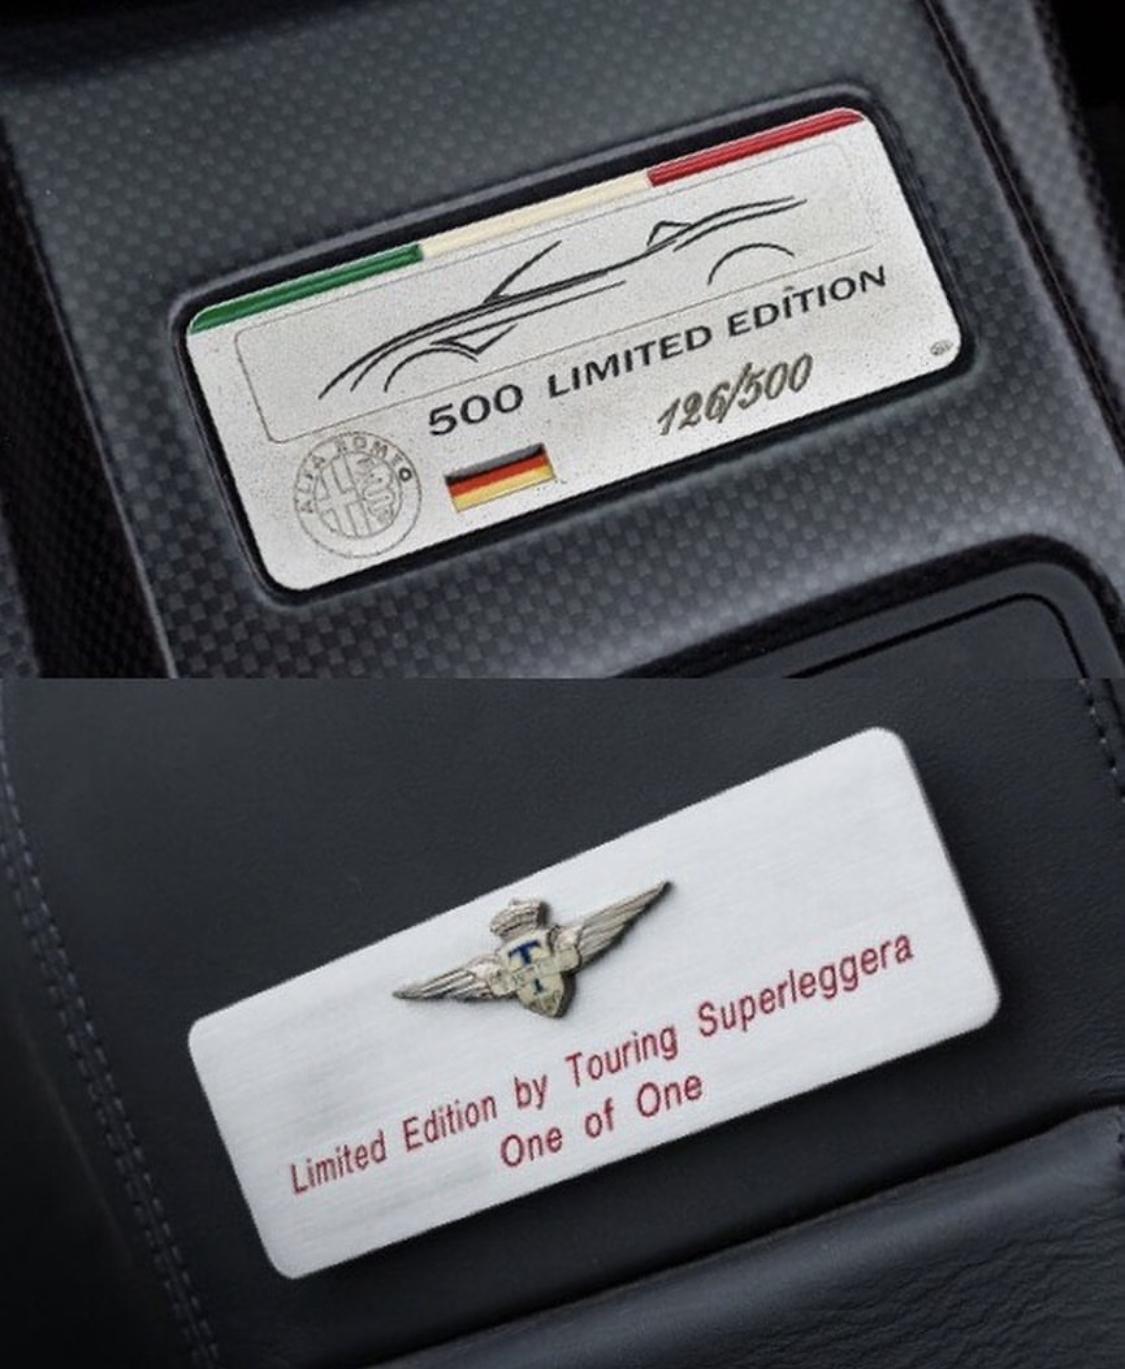 500 LIMITED EDITION
126/500
ALFA ROMEO
Limited Edition by Touring Superleggera
One of One